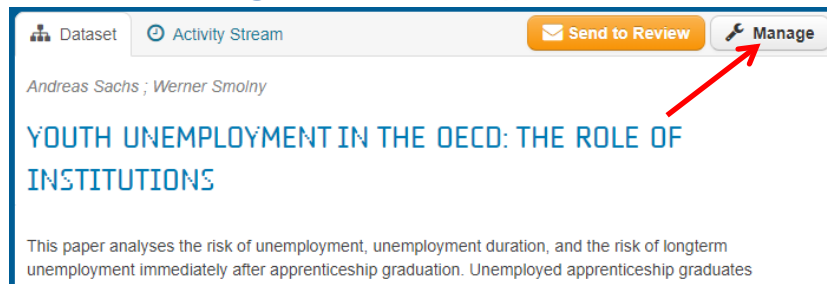 Dataset Activity Stream Send to Review Manage
Andreas Sachs ; Werner Smolny
YOUTH UNEMPLOYMENT IN THE OECD: THE ROLE OF
INSTITUTIONS
This paper analyses the risk of unemployment, unemployment duration, and the risk of longterm
unemployment immediately after apprenticeship graduation. Unemployed apprenticeship graduates